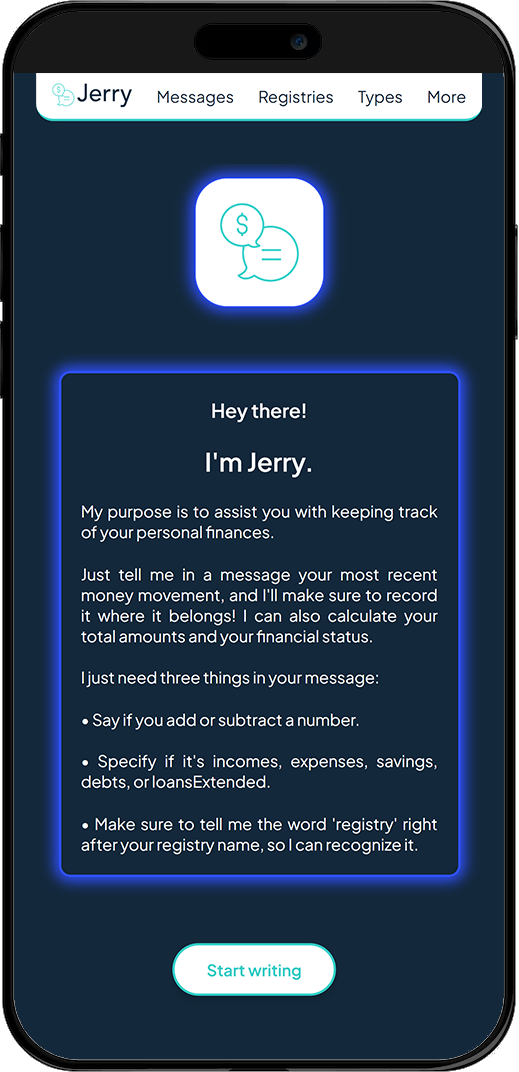 Jerry Messages Registries Types More
$
Hey there!
I'm Jerry.
My purpose is to assist you with keeping track
of your personal finances.
Just tell me in a message your most recent
money movement, and I'll make sure to record
it where it belongs! I can also calculate your
total amounts and your financial status.
I just need three things in your message:
• Say if you add or subtract a number.
• Specify if it's incomes, expenses, savings,
debts, or loansExtended.
• Make sure to tell me the word 'registry' right
after your registry name, so I can recognize it.
Start writing